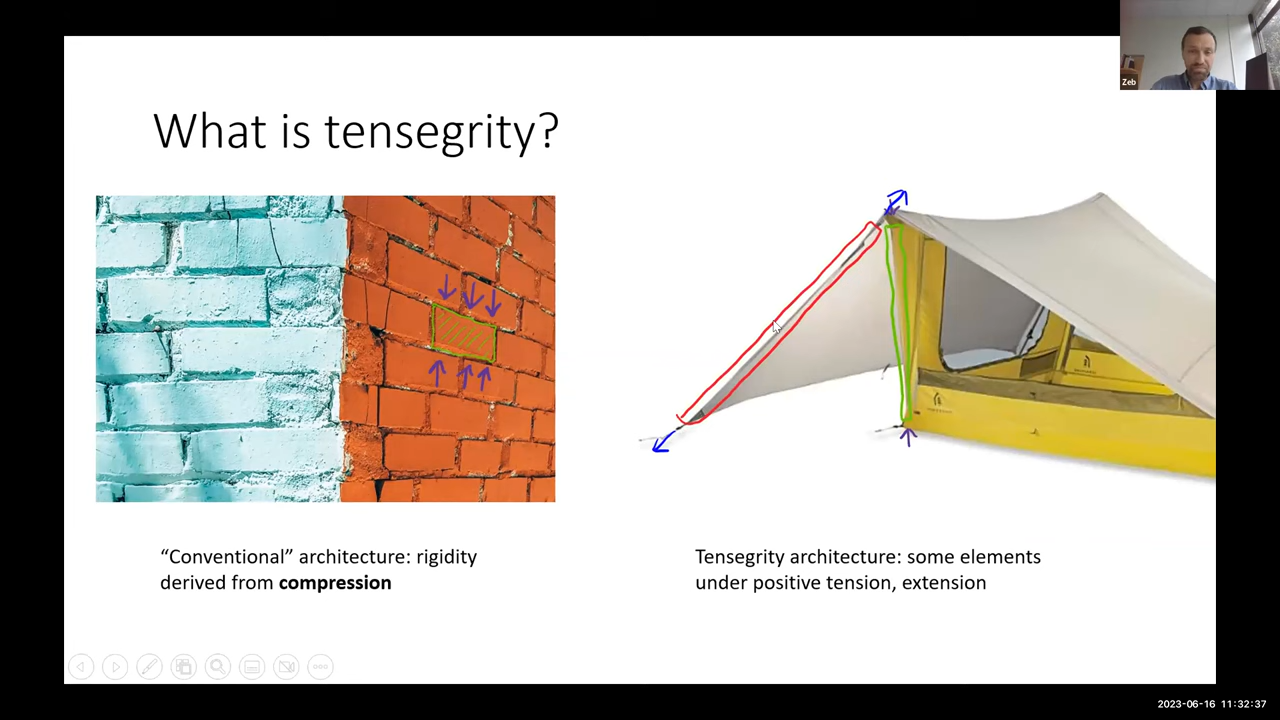 Zeb
What is tensegrity?
“Conventional” architecture: rigidity
derived from compression
Tensegrity architecture: some elements
under positive tension, extension
2023-06-16 11:32:37